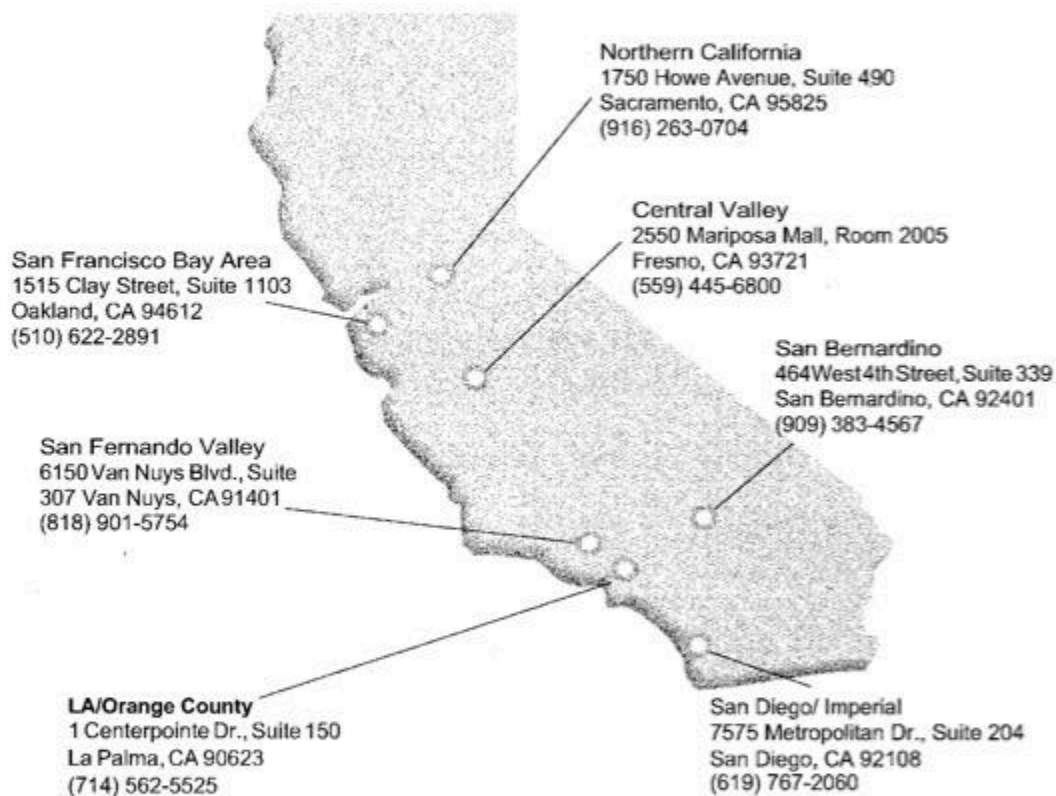 Northern California
1750 Howe Avenue, Suite 490
Sacramento, CA 95825
(916) 263-0704
Central Valley
2550 Mariposa Mall, Room 2005
Fresno, CA 93721
(559) 445-6800
San Francisco Bay Area
1515 Clay Street, Suite 1103
Oakland, CA 94612
(510) 622-2891
San Bernardino
464 West 4th Street, Suite 339
San Bernardino, CA 92401
(909) 383-4567
San Fernando Valley
6150 Van Nuys Blvd., Suite
307 Van Nuys, CA 91401
(818) 901-5754
LA/Orange County
1 Centerpointe Dr., Suite 150
La Palma, CA 90623
(714) 562-5525
San Diego/ Imperial
7575 Metropolitan Dr., Suite 204
San Diego, CA 92108
(619) 767-2060